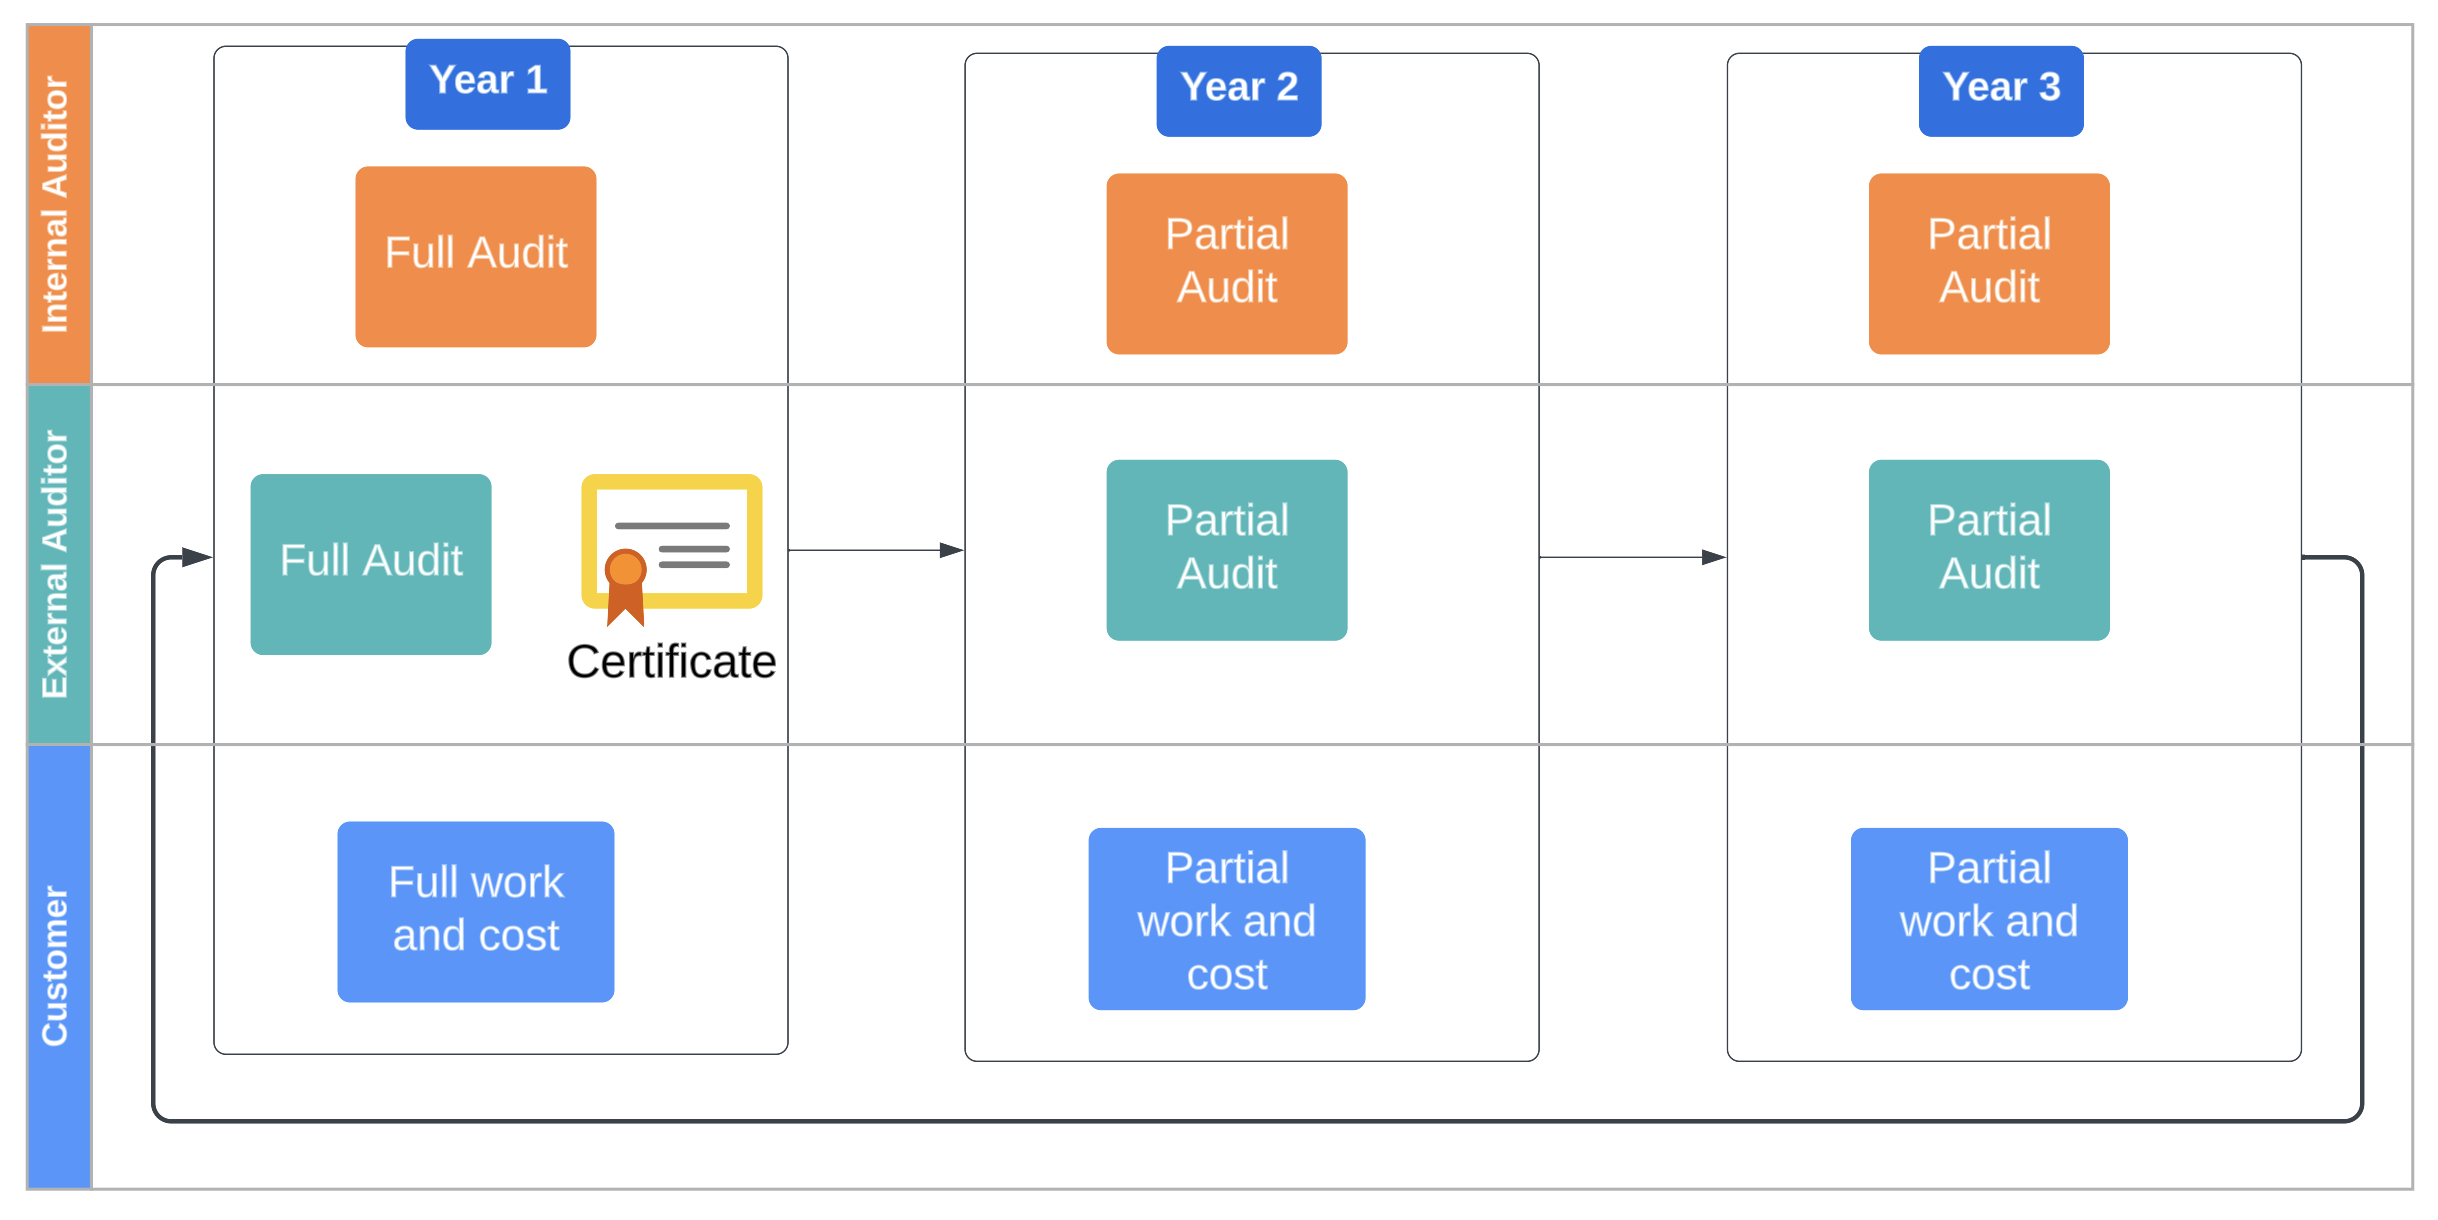 Internal Auditor
Year 1
Year 2
Year 3
Full Audit
Partial
Audit
Partial
Audit
External Auditor
Full Audit
Certificate
Partial
Audit
Partial
Audit
Customer
Full work
and cost
Partial
work and
cost
Partial
work and
cost